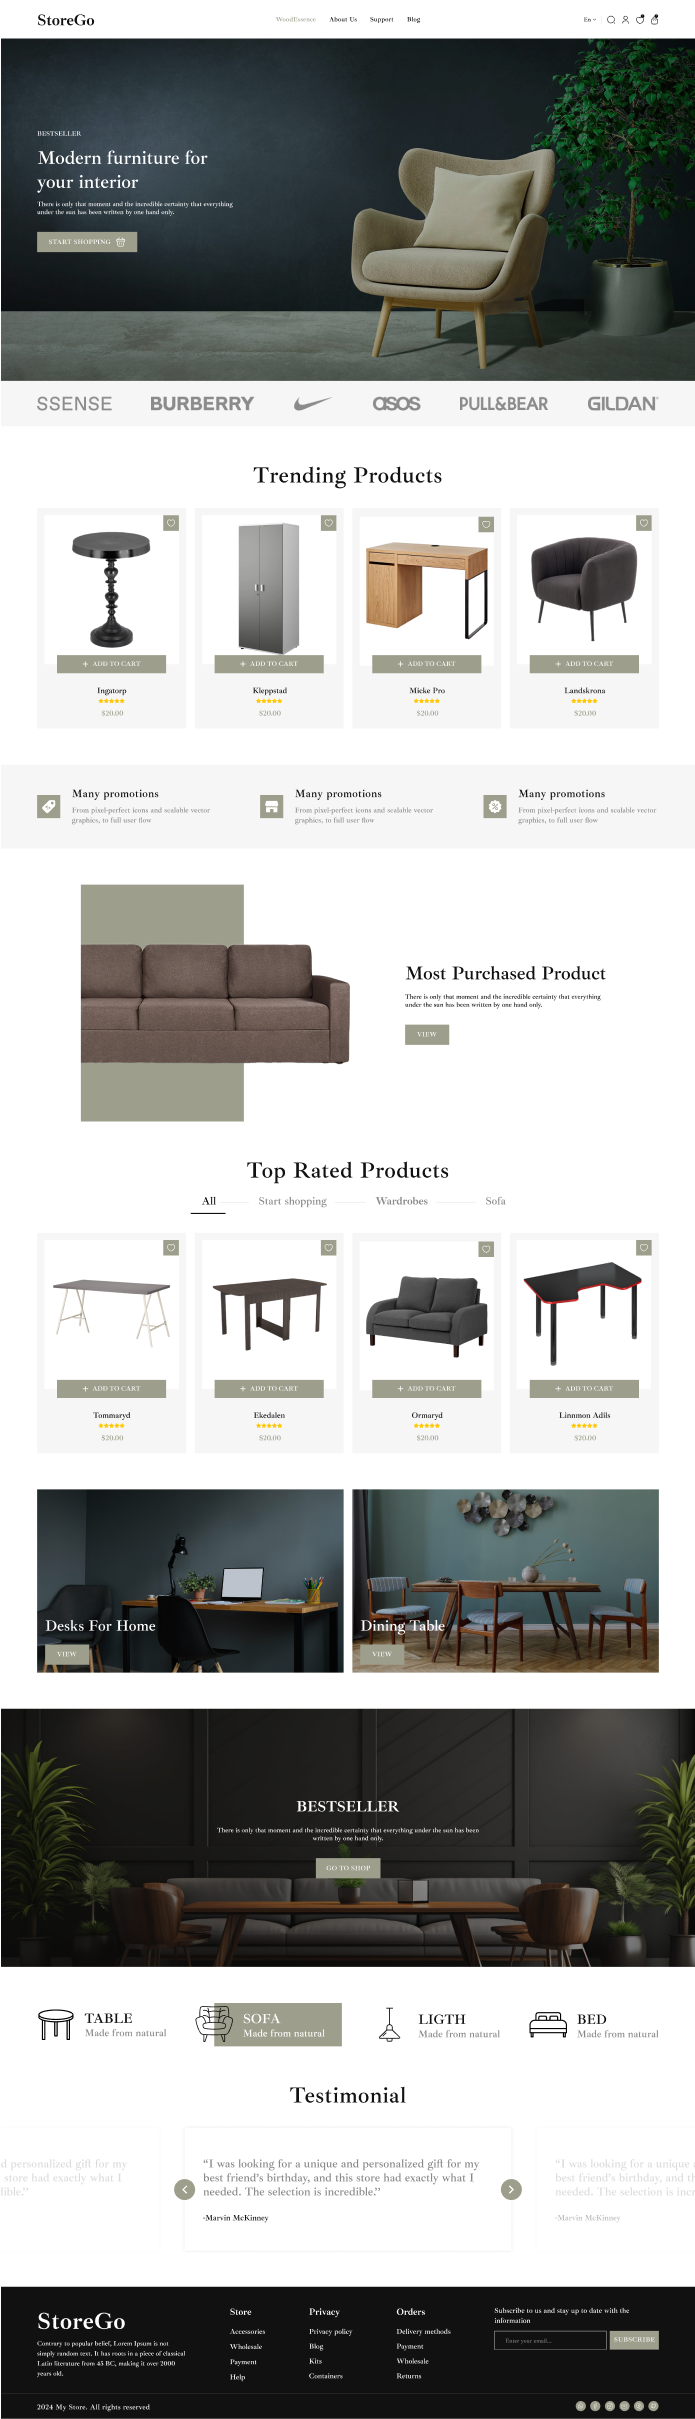 StoreGo
WoodEssence About Us Support Blog
En
BESTSELLER
Modern furniture for
your interior
There is only that moment and the incredible certainty that everything
under the sun has been written by one hand only.
START SHOPPING
SSENSE BURBERRY asos PULL&BEAR GILDAN
Trending Products
+ ADD TO CART + ADD TO CART + ADD TO CART + ADD TO CART
Ingatorp Kleppstad Micke Pro Landskrona
$20.00 $20.00 $20.00 $20.00
Many promotions
From pixel-perfect icons and scalable vector
graphics, to full user flow
Many promotions
From pixel-perfect icons and scalable vector
graphics, to full user flow
Many promotions
From pixel-perfect icons and scalable vector
graphics, to full user flow
Most Purchased Product
There is only that moment and the incredible certainty that everything
under the sun has been written by one hand only.
VIEW
Top Rated Products
All Start shopping Wardrobes Sofa
+ ADD TO CART + ADD TO CART + ADD TO CART + ADD TO CART
Tommaryd Ekedalen Ormaryd Linnmon Adils
$20.00 $20.00 $20.00 $20.00
Desks For Home
VIEW
Dining Table
VIEW
BESTSELLER
There is only that moment and the incredible certainty that everything under the sun has been
written by one hand only.
GO TO SHOP
TABLE
Made from natural
SOFA
Made from natural
LIGTH
Made from natural
BED
Made from natural
Testimonial
d personalized gift for my
store had exactly what I
lible.”
“I was looking for a unique and personalized gift for my
best friend’s birthday, and this store had exactly what I
needed. The selection is incredible.”
-Marvin McKinney
“I was looking for a unique a
best friend’s birthday, and th
needed. The selection is incr
-Marvin McKinney
StoreGo
Contrary to popular belief, Lorem Ipsum is not
simply random text. It has roots in a piece of classical
Latin literature from 45 BC, making it over 2000
years old.
Store
Accessories
Wholesale
Payment
Help
Privacy
Privacy policy
Blog
Kits
Containers
Orders
Delivery methods
Payment
Wholesale
Returns
Subscribe to us and stay up to date with the
information
Enter your email...
SUBSCRIBE
2024 My Store. All rights reserved